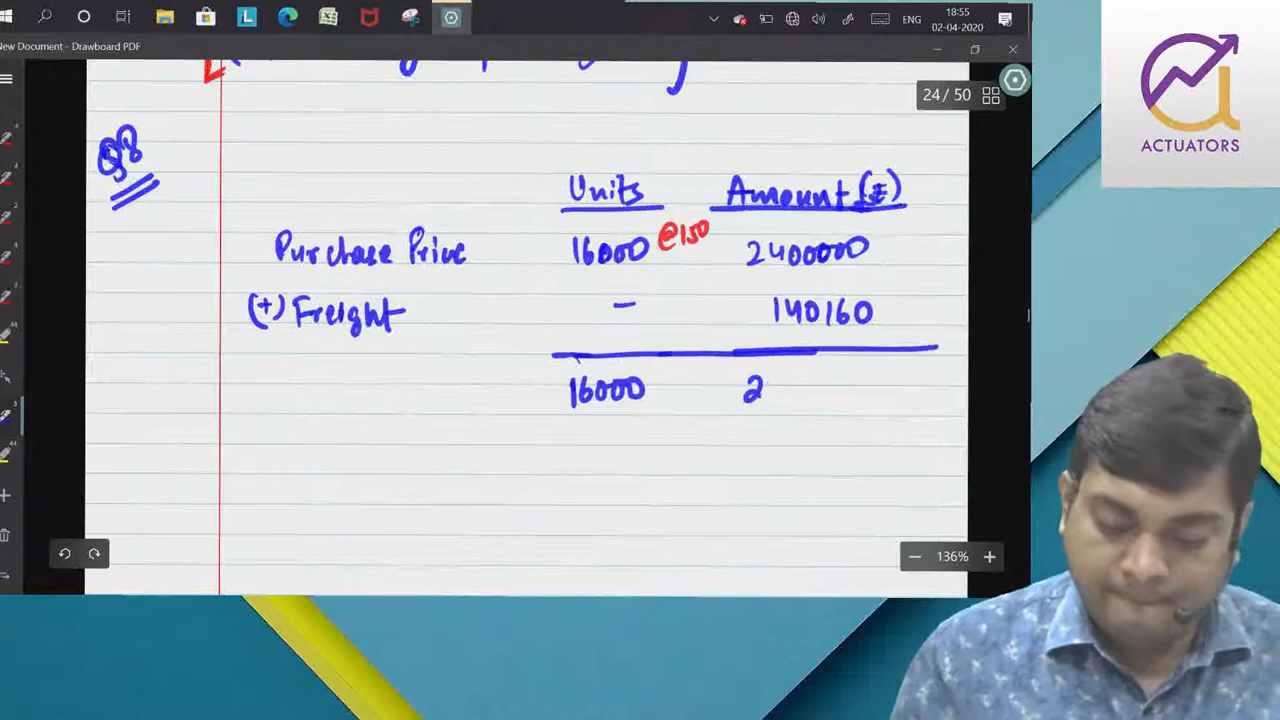 18:55
ENG
02-04-2020
New Document - Drawboard PDF
24 / 50
ACTUATORS
Q8
Units Amount (₹)
Purchase Price 16000 @150 2400000
(+) Freight – 140160
16000 2
136%